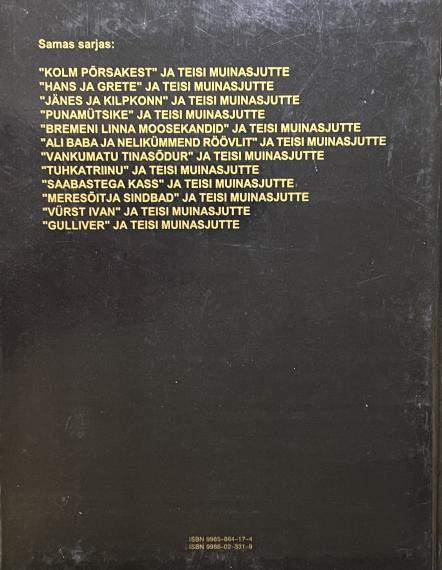 Samas sarjas:
"KOLM PÕRSAKEST" JA TEISI MUINASJUTTE
"HANS JA GRETE" JA TEISI MUINASJUTTE
"JÄNES JA KILPKONN" JA TEISI MUINASJUTTE
"PUNAMÜTSIKE" JA TEISI MUINASJUTTE
"BREMENI LINNA MOOSEKANDID" JA TEISI MUINASJUTTE
"ALI BABA JA NELIKÜMMEND RÖÖVLIT" JA TEISI MUINASJUTTE
"VANKUMATU TINASÕDUR" JA TEISI MUINASJUTTE
"TUHKATRIINU" JA TEISI MUINASJUTTE
"SAABASTEGA KASS" JA TEISI MUINASJUTTE
"MERESÕITJA SINDBAD" JA TEISI MUINASJUTTE
"VÜRST IVAN" JA TEISI MUINASJUTTE
"GULLIVER" JA TEISI MUINASJUTTE
ISBN 9985-864-17-4
ISBN 9986-02-331-9